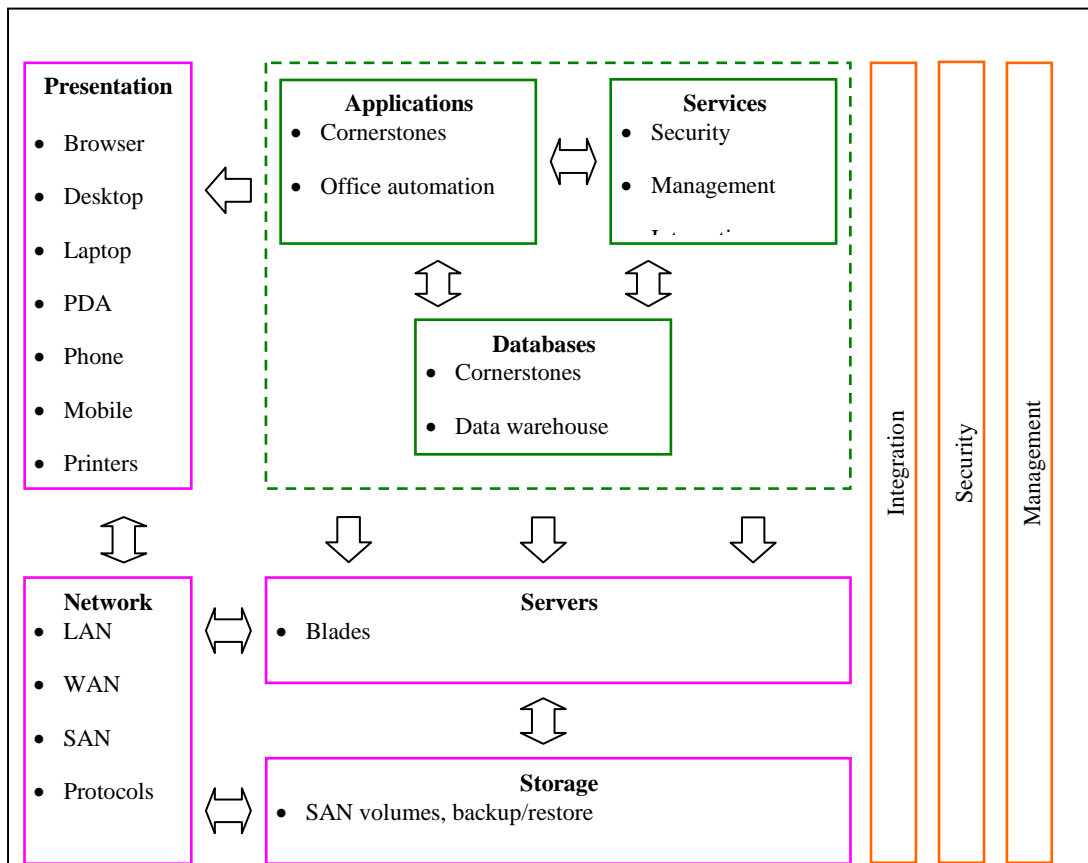 Presentation
• Browser
• Desktop
• Laptop
• PDA
• Phone
• Mobile
• Printers
Applications
• Cornerstones
• Office automation
Services
• Security
• Management
Databases
• Cornerstones
• Data warehouse
Network
• LAN
• WAN
• SAN
• Protocols
Servers
• Blades
Storage
• SAN volumes, backup/restore
Integration
Security
Management